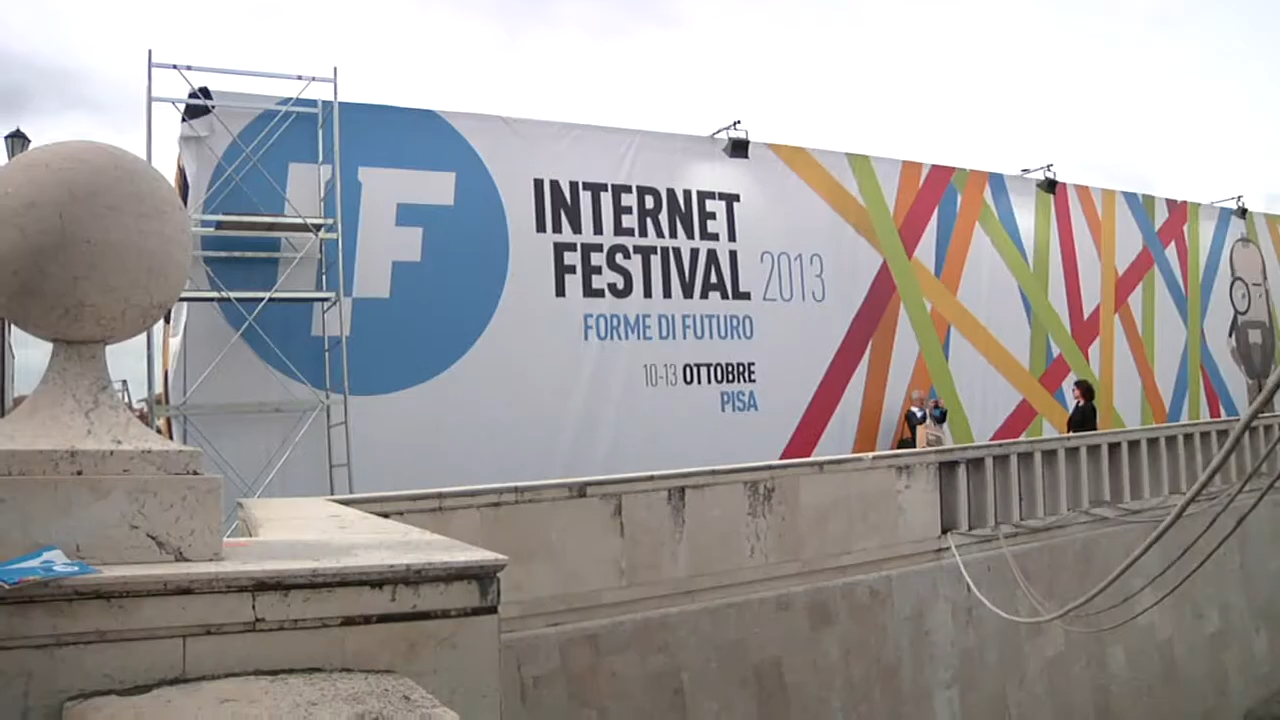 IF
INTERNET
FESTIVAL 2013
FORME DI FUTURO
10-13 OTTOBRE
PISA